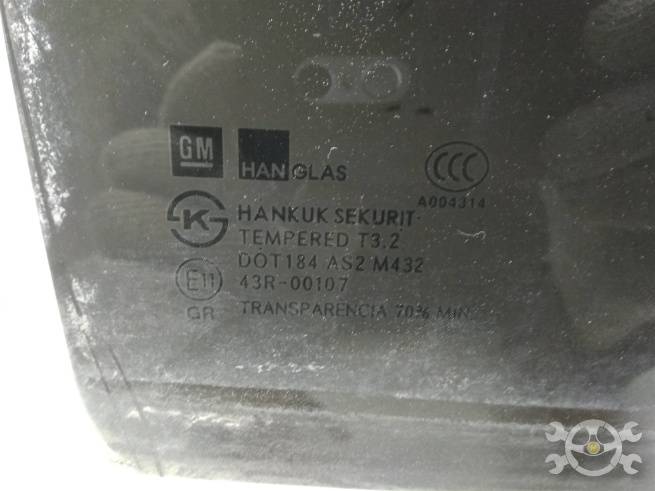 GM HANGLAS CCC
A004314
K HANKUK SEKURIT
TEMPERED T3.2
DOT184 AS2 M432
E11 43R-00107
GR TRANSPARENCIA 70% MIN